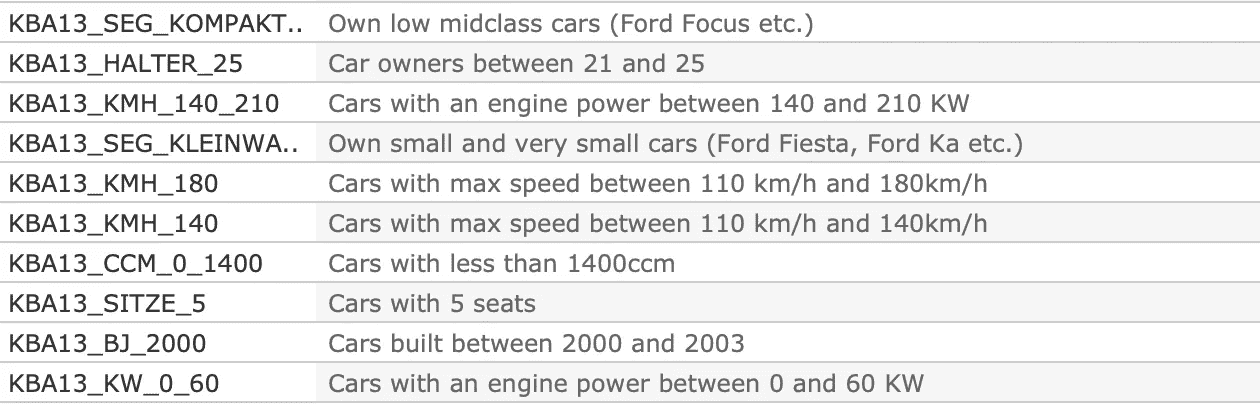 KBA13_SEG_KOMPAKT.. Own low midclass cars (Ford Focus etc.)
KBA13_HALTER_25 Car owners between 21 and 25
KBA13_KMH_140_210 Cars with an engine power between 140 and 210 KW
KBA13_SEG_KLEINWA.. Own small and very small cars (Ford Fiesta, Ford Ka etc.)
KBA13_KMH_180 Cars with max speed between 110 km/h and 180km/h
KBA13_KMH_140 Cars with max speed between 110 km/h and 140km/h
KBA13_CCM_0_1400 Cars with less than 1400ccm
KBA13_SITZE_5 Cars with 5 seats
KBA13_BJ_2000 Cars built between 2000 and 2003
KBA13_KW_0_60 Cars with an engine power between 0 and 60 KW